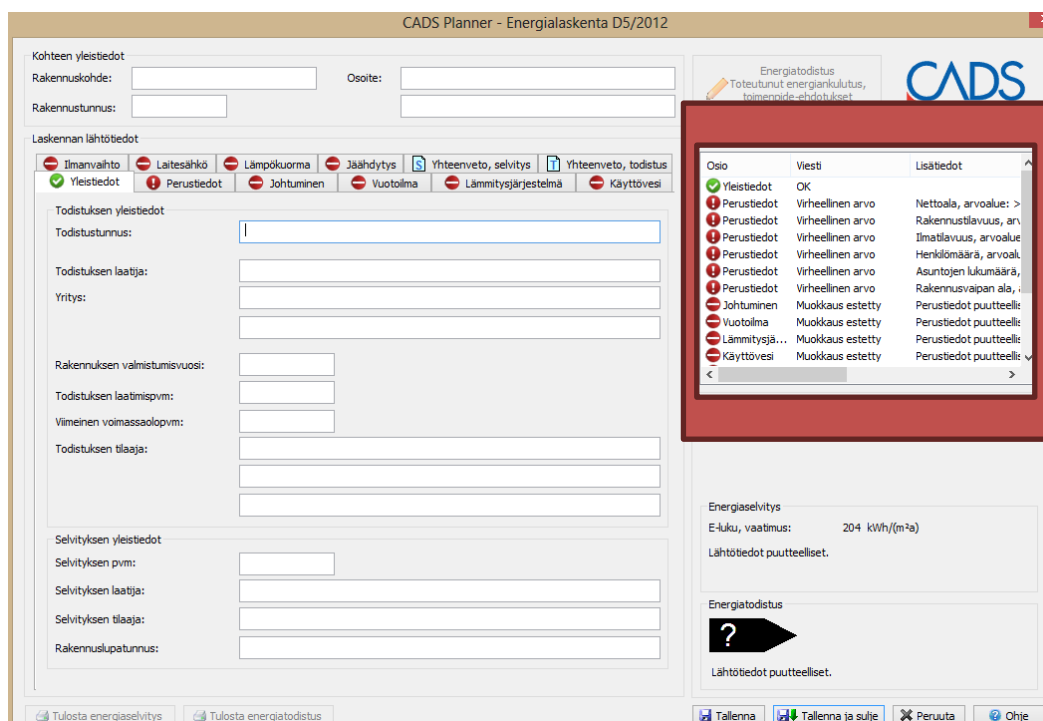 CADS Planner - Energialaskenta D5/2012
Kohteen yleistiedot
Rakennuskohde:
Osoite:
Rakennustunnus:
Energiatodistus
Toteutunut energiankulutus,
toimenpide-ehdotukset
CADS
Laskennan lähtötiedot
Ilmanvaihto Laitesähkö Lämpökuorma Jäähdytys S Yhteenveto, selvitys T Yhteenveto, todistus
Yleistiedot Perustiedot Johtuminen Vuotoilma Lämmitysjärjestelmä Käyttövesi
Todistuksen yleistiedot
Todistustunnus:
Todistuksen laatija:
Yritys:
Rakennuksen valmistumisvuosi:
Todistuksen laatimispvm:
Viimeinen voimassaolopvm:
Todistuksen tilaaja:
Selvityksen yleistiedot
Selvityksen pvm:
Selvityksen laatija:
Selvityksen tilaaja:
Rakennuslupatunnus:
Osio Viesti Lisätiedot
Yleistiedot OK
Perustiedot Virheellinen arvo Nettoala, arvoalue: >
Perustiedot Virheellinen arvo Rakennustilavuus, arv
Perustiedot Virheellinen arvo Ilmatilavuus, arvoalue
Perustiedot Virheellinen arvo Henkilömäärä, arvoalu
Perustiedot Virheellinen arvo Asuntojen lukumäärä,
Perustiedot Virheellinen arvo Rakennusvaipan ala,
Johtuminen Muokkaus estetty Perustiedot puutteellis
Vuotoilma Muokkaus estetty Perustiedot puutteellis
Lämmitysjä... Muokkaus estetty Perustiedot puutteellis
Käyttövesi Muokkaus estetty Perustiedot puutteellis
Energiaselvitys
E-luku, vaatimus: 204 kWh/(m²a)
Lähtötiedot puutteelliset.
Energiatodistus
?
Lähtötiedot puutteelliset.
Tulosta energiaselvitys Tulosta energiatodistus
Tallenna Tallenna ja sulje Peruuta Ohje